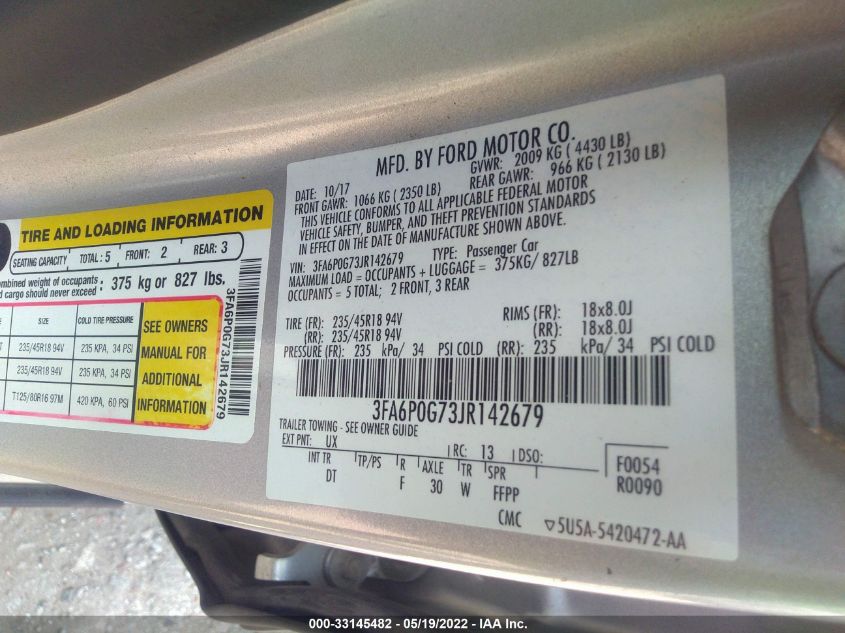 TIRE AND LOADING INFORMATION
SEATING CAPACITY TOTAL: 5 FRONT: 2 REAR: 3
combined weight of occupants : 375 kg or 827 lbs.
cargo should never exceed
SIZE COLD TIRE PRESSURE
235/45R18 94V 235 KPA, 34 PSI
235/45R18 94V 235 KPA, 34 PSI
T125/80R16 97M 420 KPA, 60 PSI
SEE OWNERS
MANUAL FOR
ADDITIONAL
INFORMATION
3FA6P0G73JR142679
MFD. BY FORD MOTOR CO.
DATE: 10/17 GVWR: 2009 KG ( 4430 LB)
FRONT GAWR: 1066 KG ( 2350 LB) REAR GAWR: 966 KG ( 2130 LB)
THIS VEHICLE CONFORMS TO ALL APPLICABLE FEDERAL MOTOR
VEHICLE SAFETY, BUMPER, AND THEFT PREVENTION STANDARDS
IN EFFECT ON THE DATE OF MANUFACTURE SHOWN ABOVE.
VIN: 3FA6P0G73JR142679 TYPE: Passenger Car
MAXIMUM LOAD = OCCUPANTS + LUGGAGE = 375KG/ 827LB
OCCUPANTS = 5 TOTAL; 2 FRONT, 3 REAR
TIRE (FR): 235/45R18 94V RIMS (FR): 18x8.0J
(RR): 235/45R18 94V (RR): 18x8.0J
PRESSURE (FR): 235 kPa/ 34 PSI COLD (RR): 235 kPa/ 34 PSI COLD
3FA6P0G73JR142679
TRAILER TOWING - SEE OWNER GUIDE
EXT PNT: UX RC: 13 DSO:
INT TR TP/PS R AXLE TR SPR F0054
DT F 30 W FFPP R0090
CMC ▽5U5A-5420472-AA
000-33145482 - 05/19/2022 - IAA Inc.